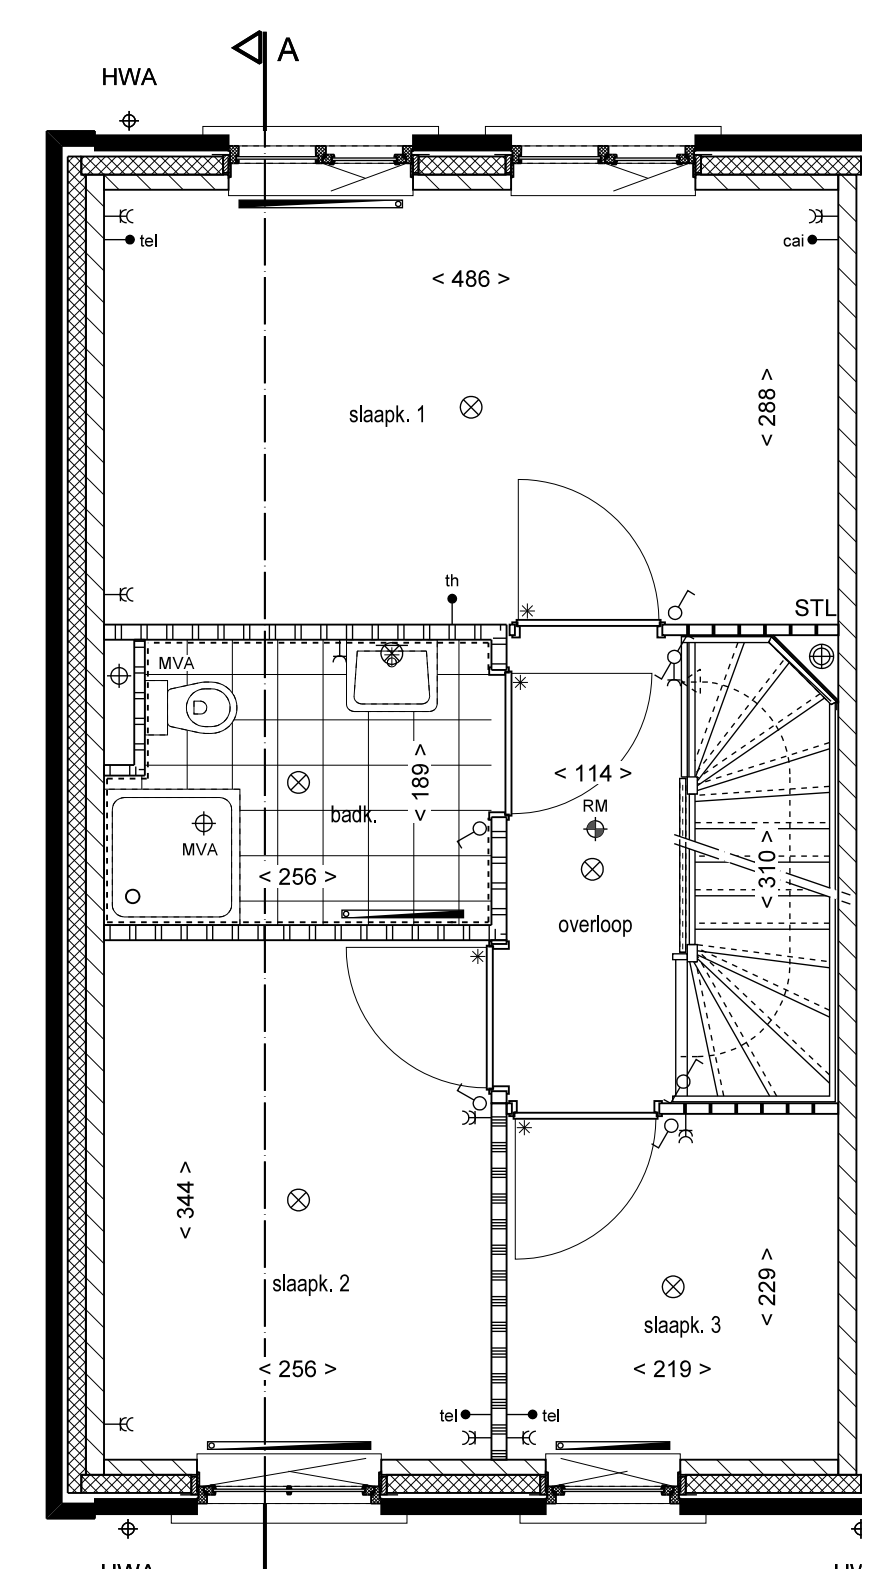 A
HWA
tel
cai
< 486 >
< 288 >
slaapk. 1
th
STL
MVA
< 189 >
< 114 >
RM
badk.
MVA
< 310 >
< 256 >
overloop
< 344 >
< 229 >
slaapk. 2
slaapk. 3
< 256 >
< 219 >
tel
tel
HWA